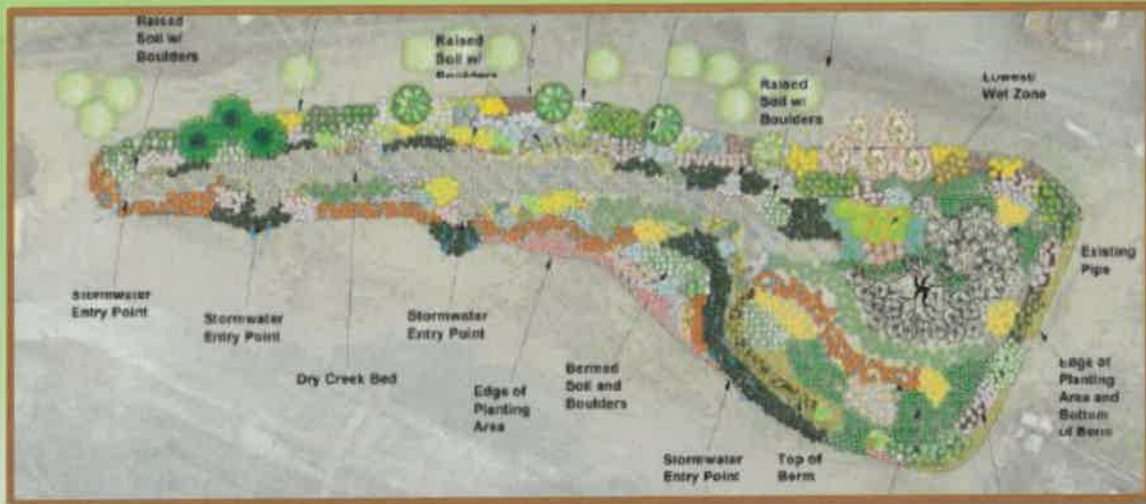 Raised
Soil w/
Boulders
Raised
Soil w/
Boulders
Raised
Soil w/
Boulders
Lowest/
Wet Zone
Existing
Pipe
Stormwater
Entry Point
Stormwater
Entry Point
Stormwater
Entry Point
Dry Creek Bed
Edge of
Planting
Area
Bermed
Soil and
Boulders
Stormwater
Entry Point
Top of
Berm
Edge of
Planting
Area and
Bottom
of Berm